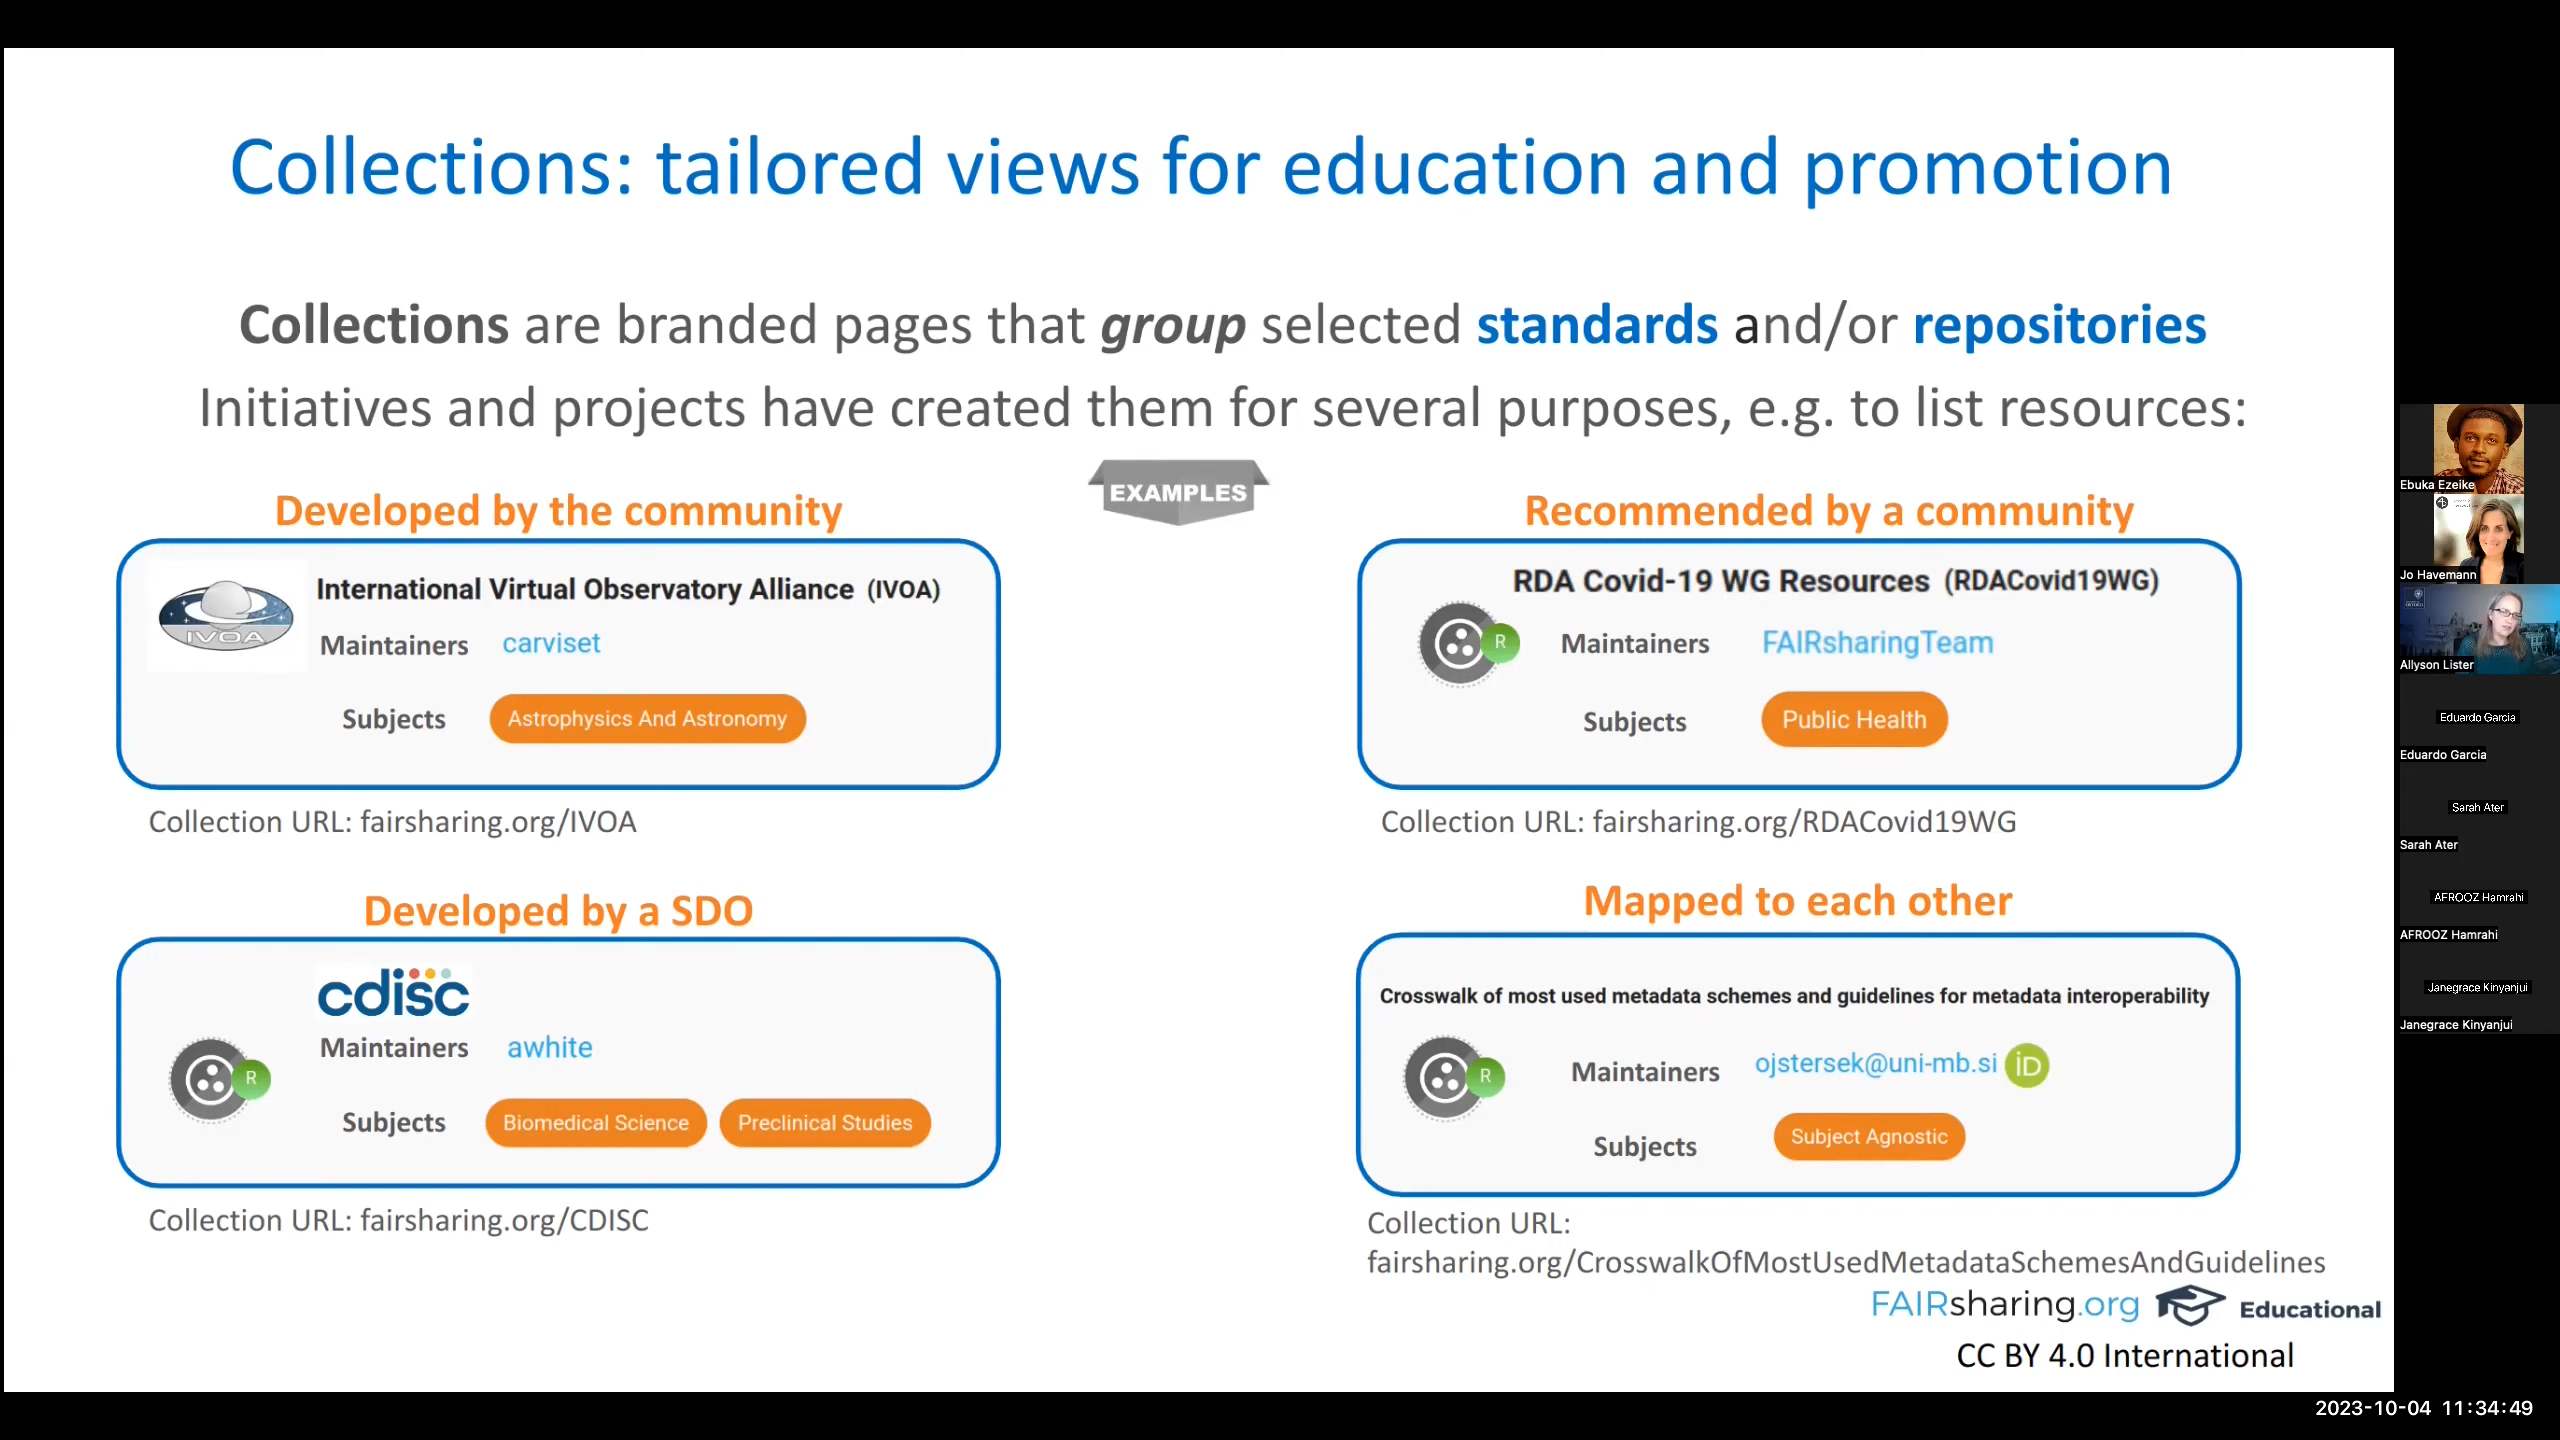 Collections: tailored views for education and promotion
Collections are branded pages that group selected standards and/or repositories
Initiatives and projects have created them for several purposes, e.g. to list resources:
EXAMPLES
Developed by the community
IVOA
International Virtual Observatory Alliance (IVOA)
Maintainers carviset
Subjects Astrophysics And Astronomy
Collection URL: fairsharing.org/IVOA
Recommended by a community
RDA Covid-19 WG Resources (RDACovid19WG)
R
Maintainers FAIRsharingTeam
Subjects Public Health
Collection URL: fairsharing.org/RDACovid19WG
Developed by a SDO
cdisc
R
Maintainers awhite
Subjects Biomedical Science Preclinical Studies
Collection URL: fairsharing.org/CDISC
Mapped to each other
Crosswalk of most used metadata schemes and guidelines for metadata interoperability
R
Maintainers ojstersek@uni-mb.si iD
Subjects Subject Agnostic
Collection URL:
fairsharing.org/CrosswalkOfMostUsedMetadataSchemesAndGuidelines
FAIRsharing.org Educational
CC BY 4.0 International
Ebuka Ezeike
Jo Havemann
Allyson Lister
Eduardo Garcia
Eduardo Garcia
Sarah Ater
Sarah Ater
AFROOZ Hamrahi
AFROOZ Hamrahi
Janegrace Kinyanjui
Janegrace Kinyanjui
2023-10-04 11:34:49